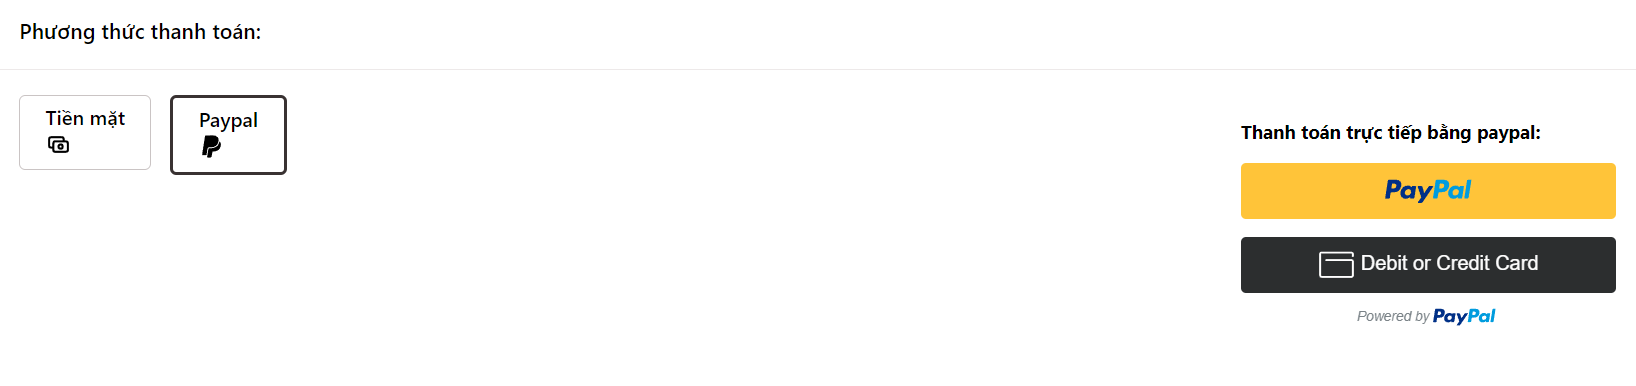 Phương thức thanh toán:
Tiền mặt
Paypal
Thanh toán trực tiếp bằng paypal:
PayPal
Debit or Credit Card
Powered by PayPal